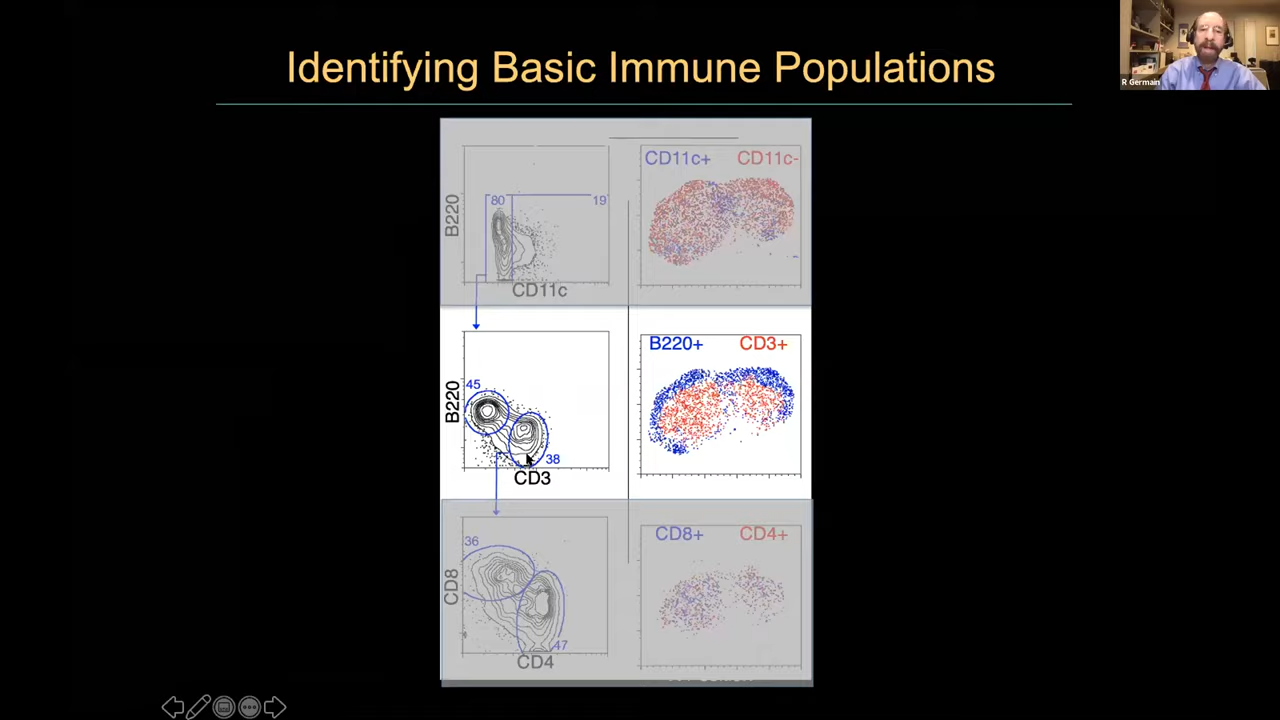 Identifying Basic Immune Populations
R Germain
CD11c+ CD11c-
B220
80 19
CD11c
B220+ CD3+
B220
45
38
CD3
CD8+ CD4+
CD8
36
47
CD4